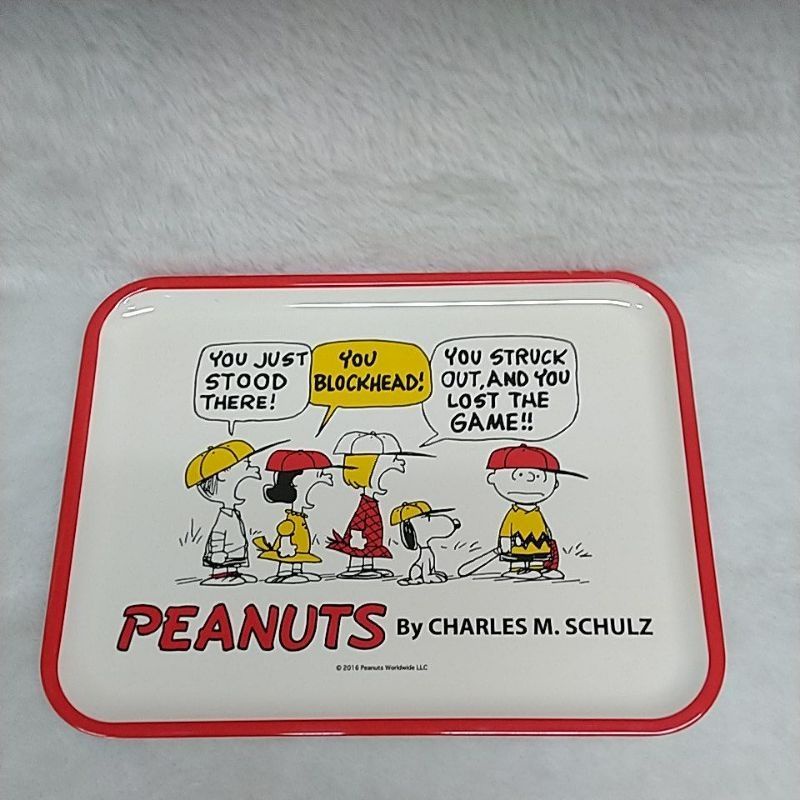 YOU JUST
STOOD
THERE!
YOU
BLOCKHEAD!
YOU STRUCK
OUT, AND YOU
LOST THE
GAME!!
PEANUTS By CHARLES M. SCHULZ
© 2016 Peanuts Worldwide LLC